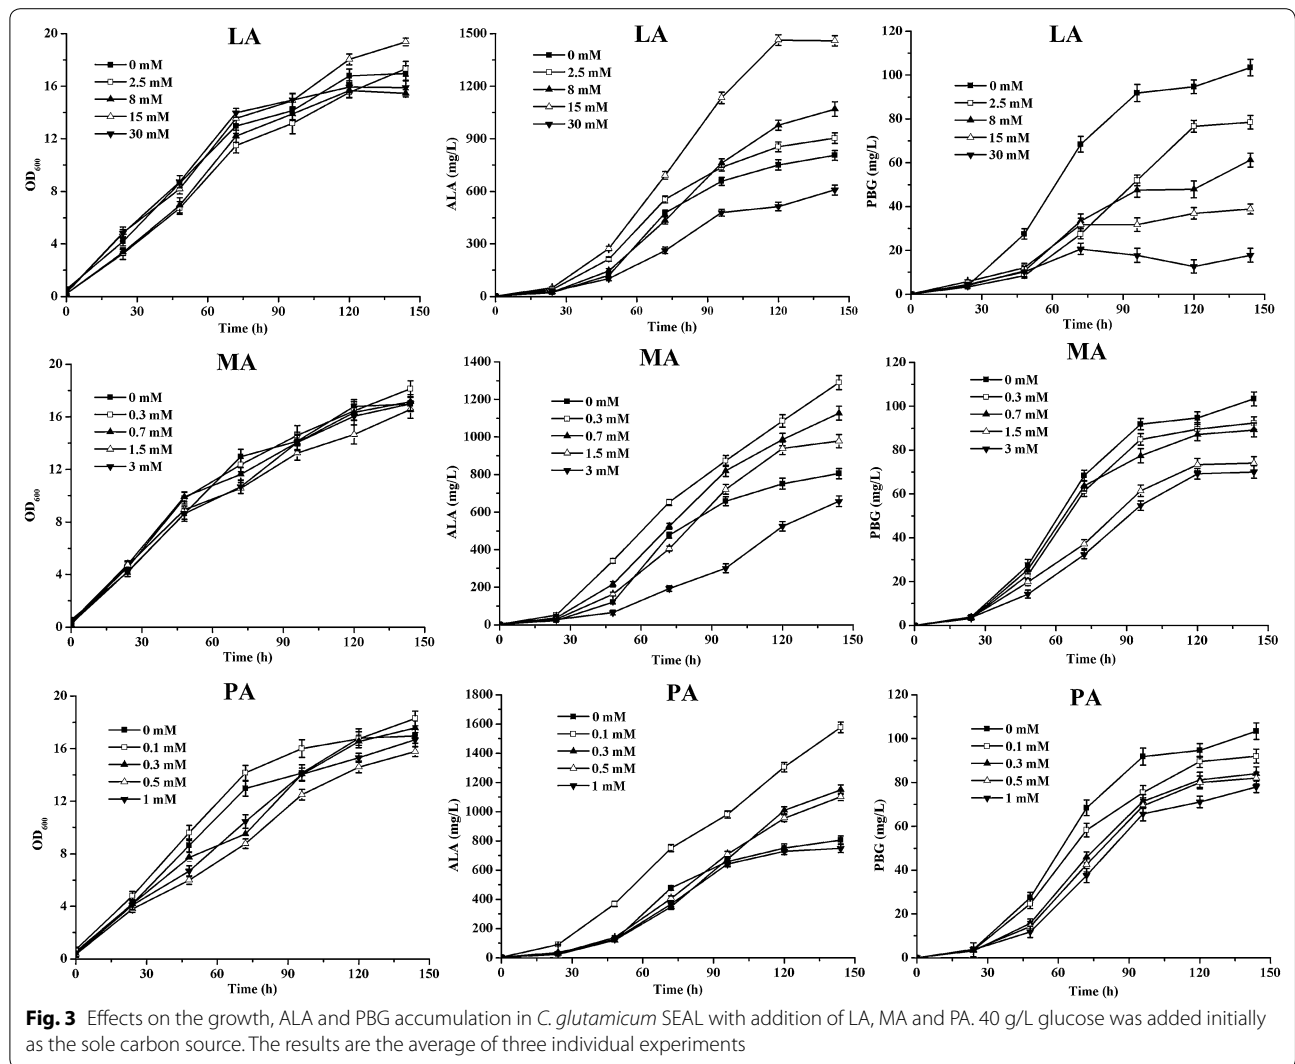 LA
OD600
20
16
12
8
4
0
0 mM
2.5 mM
8 mM
15 mM
30 mM
0 30 60 90 120 150
Time (h)
LA
ALA (mg/L)
1500
1200
900
600
300
0
0 mM
2.5 mM
8 mM
15 mM
30 mM
0 30 60 90 120 150
Time (h)
LA
PBG (mg/L)
120
100
80
60
40
20
0
0 mM
2.5 mM
8 mM
15 mM
30 mM
0 30 60 90 120 150
Time (h)
MA
OD600
20
16
12
8
4
0
0 mM
0.3 mM
0.7 mM
1.5 mM
3 mM
0 30 60 90 120 150
Time (h)
MA
ALA (mg/L)
1400
1200
1000
800
600
400
200
0
0 mM
0.3 mM
0.7 mM
1.5 mM
3 mM
0 30 60 90 120 150
Time (h)
MA
PBG (mg/L)
120
100
80
60
40
20
0
0 mM
0.3 mM
0.7 mM
1.5 mM
3 mM
0 30 60 90 120 150
Time (h)
PA
OD600
20
16
12
8
4
0
0 mM
0.1 mM
0.3 mM
0.5 mM
1 mM
0 30 60 90 120 150
Time (h)
PA
ALA (mg/L)
1800
1600
1400
1200
1000
800
600
400
200
0
0 mM
0.1 mM
0.3 mM
0.5 mM
1 mM
0 30 60 90 120 150
Time (h)
PA
PBG (mg/L)
120
100
80
60
40
20
0
0 mM
0.1 mM
0.3 mM
0.5 mM
1 mM
0 30 60 90 120 150
Time (h)
Fig. 3 Effects on the growth, ALA and PBG accumulation in C. glutamicum SEAL with addition of LA, MA and PA. 40 g/L glucose was added initially
as the sole carbon source. The results are the average of three individual experiments